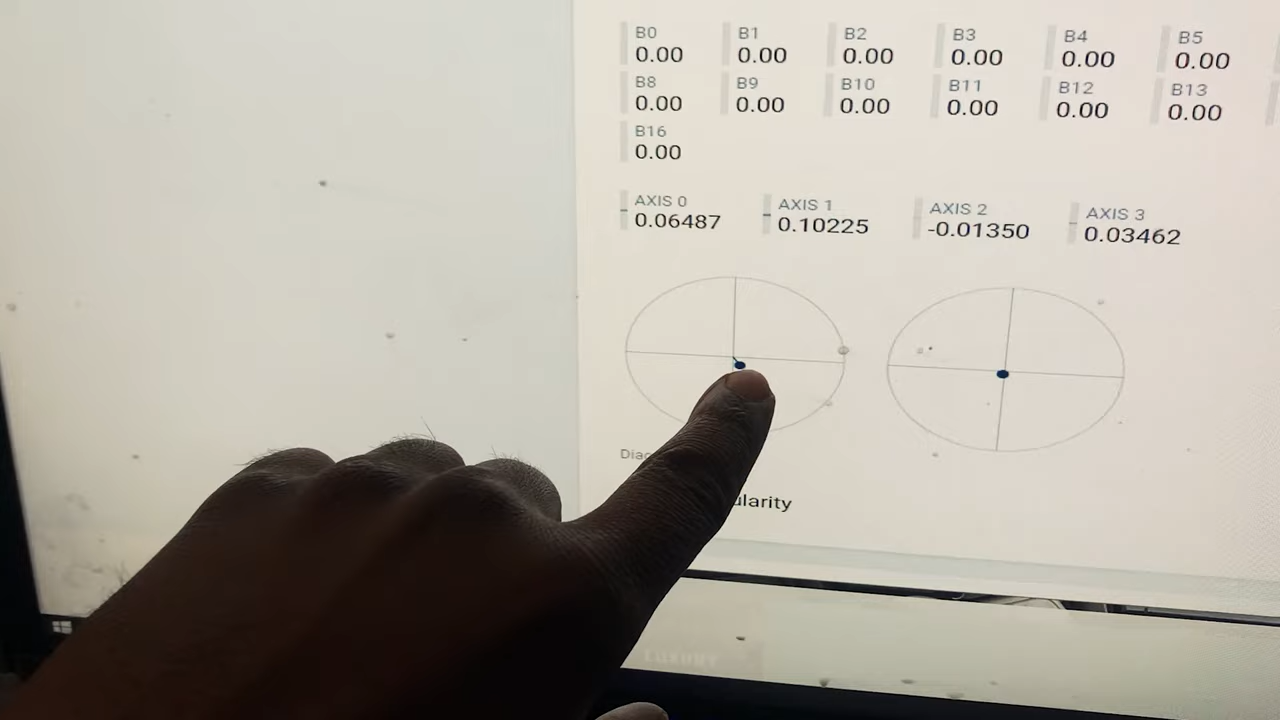 B0 B1 B2 B3 B4 B5
0.00 0.00 0.00 0.00 0.00 0.00
B8 B9 B10 B11 B12 B13
0.00 0.00 0.00 0.00 0.00 0.00
B16
0.00
AXIS 0 AXIS 1 AXIS 2 AXIS 3
0.06487 0.10225 -0.01350 0.03462